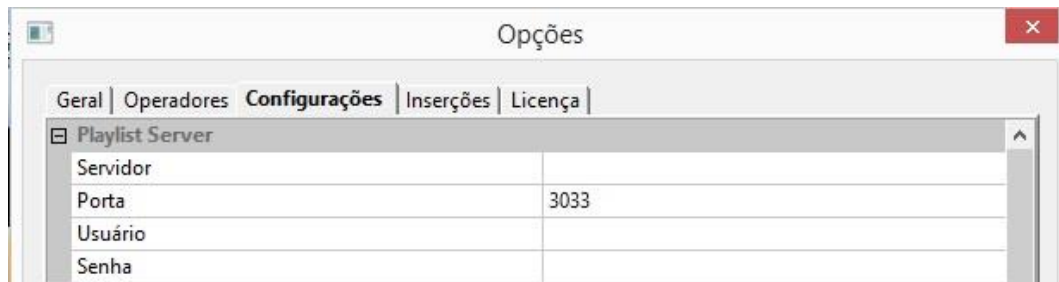 Opções
Geral Operadores Configurações Inserções Licença
Playlist Server
Servidor
Porta 3033
Usuário
Senha